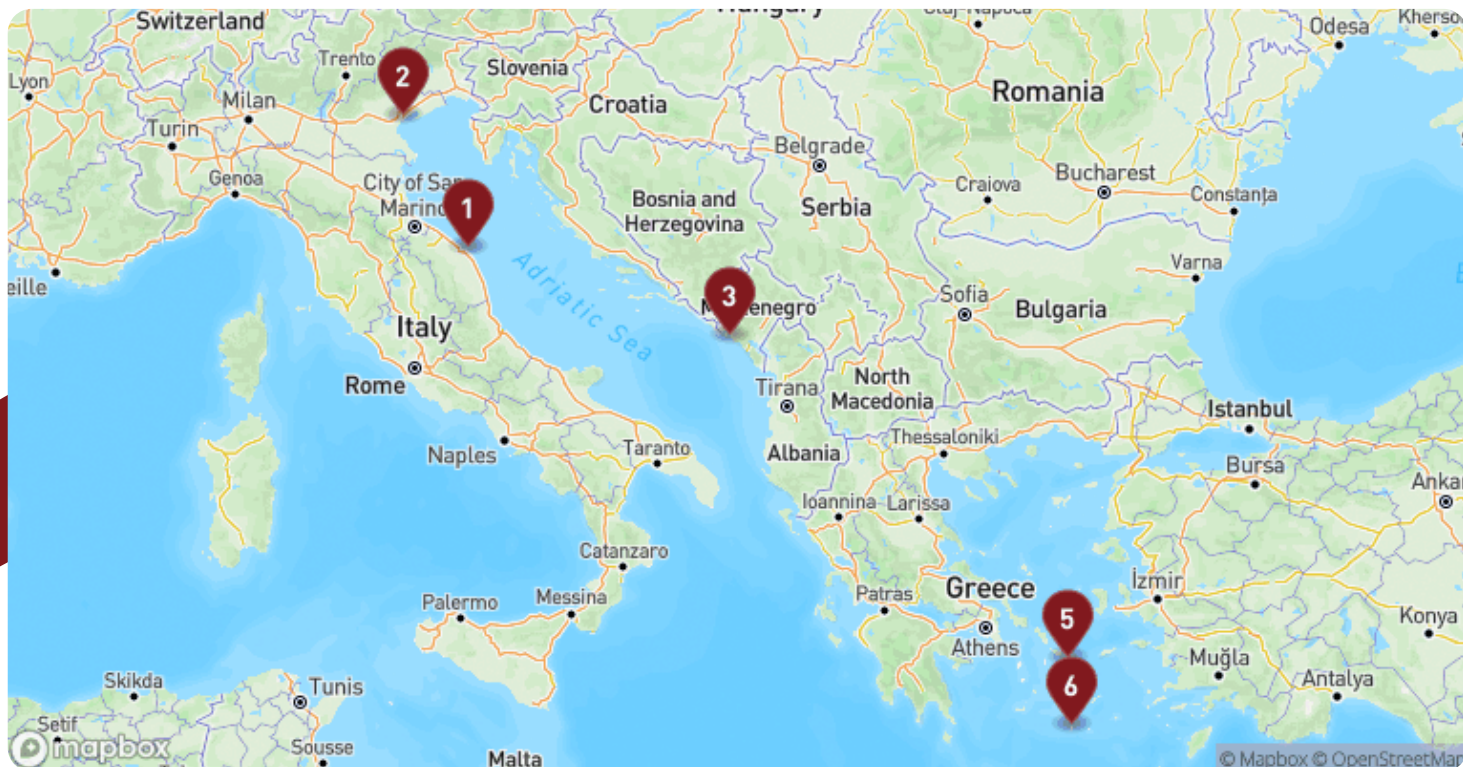 Hungary
Cluj-Napoca
Kherso
Switzerland
Odesa
Trento
2
Slovenia
Lyon
Romania
Milan
Croatia
Turin
Belgrade
Bucharest
Genoa
City of San
Marino
1
Craiova
Constanța
Bosnia and
Herzegovina
Serbia
Adriatic Sea
Varna
eille
3
Montenegro
Sofia
Bulgaria
Italy
Rome
Tirana
North
Macedonia
Istanbul
Naples
Taranto
Albania
Thessaloniki
Bursa
Ioannina
Larissa
Ankar
Catanzaro
Greece
İzmir
Palermo
Messina
Patras
5
Konya
Athens
Muğla
Skikda
Tunis
6
Antalya
Setif
mapbox
Sousse
Malta
© Mapbox © OpenStreetMap